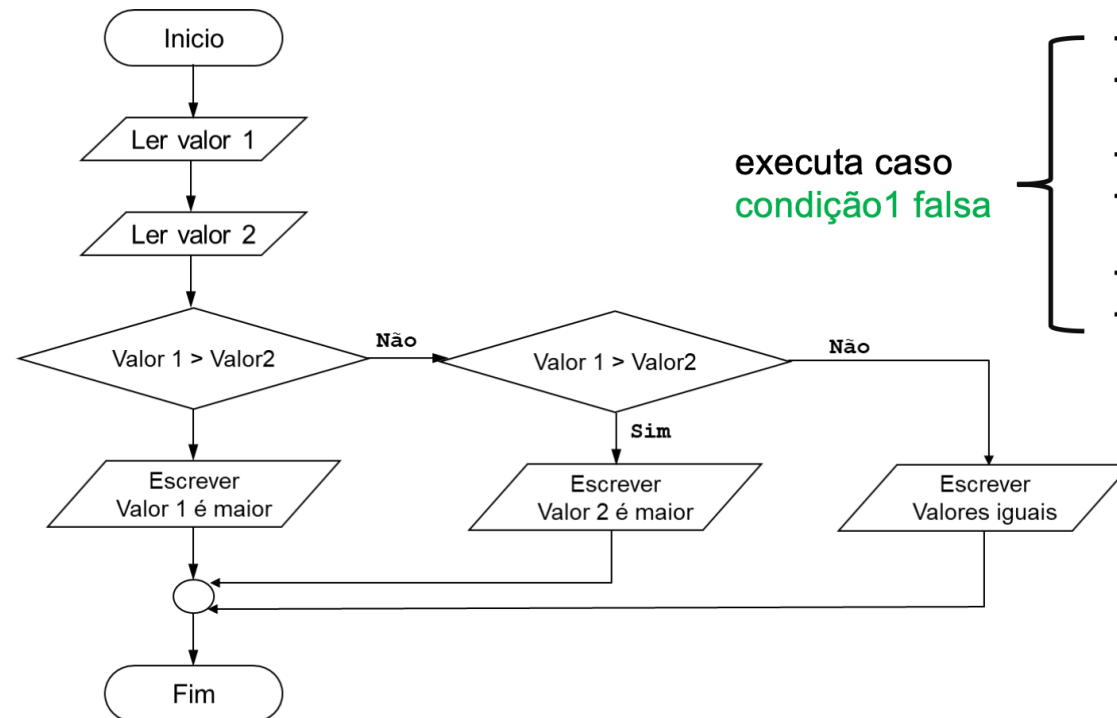 Inicio
Ler valor 1
Ler valor 2
Valor 1 > Valor2
Não
Valor 1 > Valor2
Não
Sim
Escrever
Valor 1 é maior
Escrever
Valor 2 é maior
Escrever
Valores iguais
Fim
executa caso
condição1 falsa